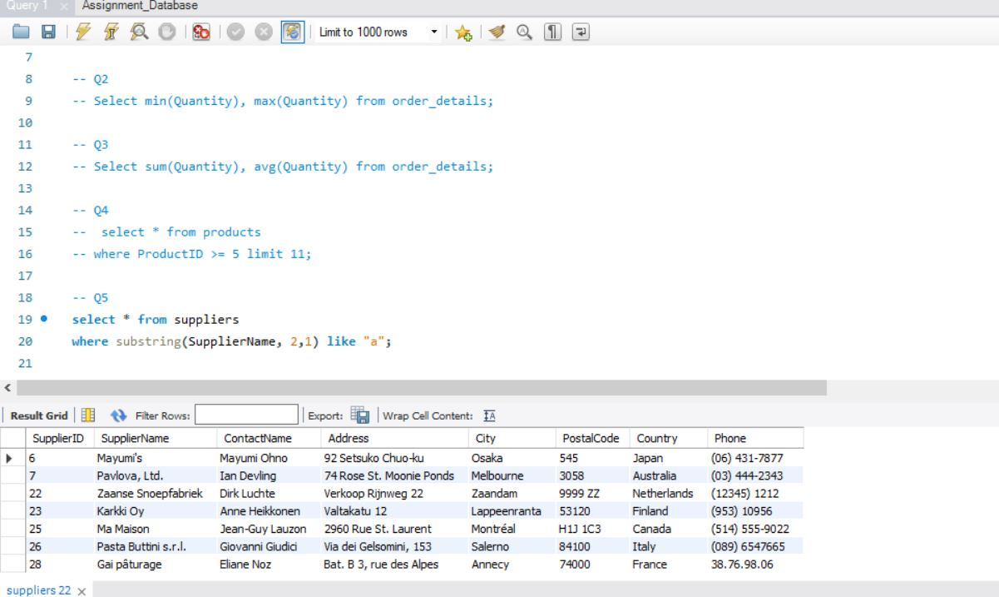 Query 1 × Assignment_Database
Limit to 1000 rows
7
8 -- Q2
9 -- Select min(Quantity), max(Quantity) from order_details;
10
11 -- Q3
12 -- Select sum(Quantity), avg(Quantity) from order_details;
13
14 -- Q4
15 --  select * from products
16 -- where ProductID >= 5 limit 11;
17
18 -- Q5
19 select * from suppliers
20 where substring(SupplierName, 2,1) like "a";
21
Result Grid Filter Rows: Export: Wrap Cell Content: IA
SupplierID SupplierName ContactName Address City PostalCode Country Phone
6 Mayumi's Mayumi Ohno 92 Setsuko Chuo-ku Osaka 545 Japan (06) 431-7877
7 Pavlova, Ltd. Ian Devling 74 Rose St. Moonie Ponds Melbourne 3058 Australia (03) 444-2343
22 Zaanse Snoepfabriek Dirk Luchte Verkoop Rijnweg 22 Zaandam 9999 ZZ Netherlands (12345) 1212
23 Karkki Oy Anne Heikkonen Valtakatu 12 Lappeenranta 53120 Finland (953) 10956
25 Ma Maison Jean-Guy Lauzon 2960 Rue St. Laurent Montréal H1J 1C3 Canada (514) 555-9022
26 Pasta Buttini s.r.l. Giovanni Giudici Via dei Gelsomini, 153 Salerno 84100 Italy (089) 6547665
28 Gai pâturage Eliane Noz Bat. B 3, rue des Alpes Annecy 74000 France 38.76.98.06
suppliers 22 ×